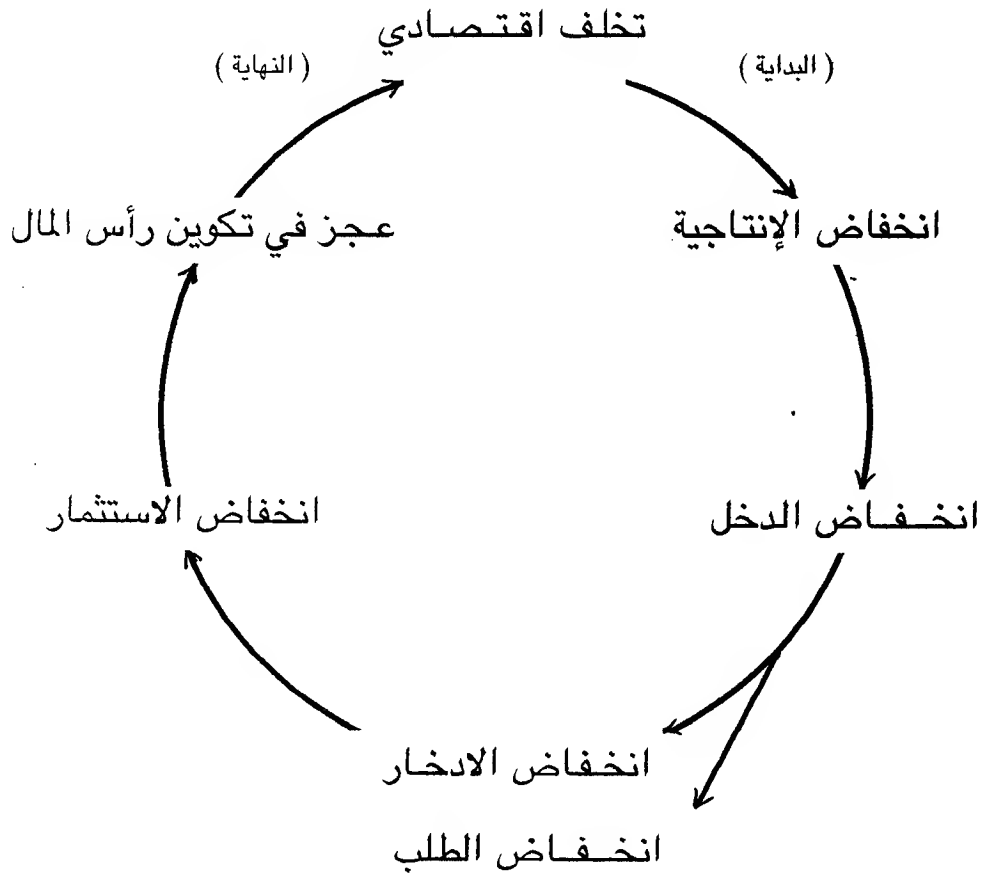 تخلف اقتصادي
(البداية)
(النهاية)
انخفاض الإنتاجية
عجز في تكوين رأس المال
انخفاض الدخل
انخفاض الاستثمار
انخفاض الادخار
انخفاض الطلب